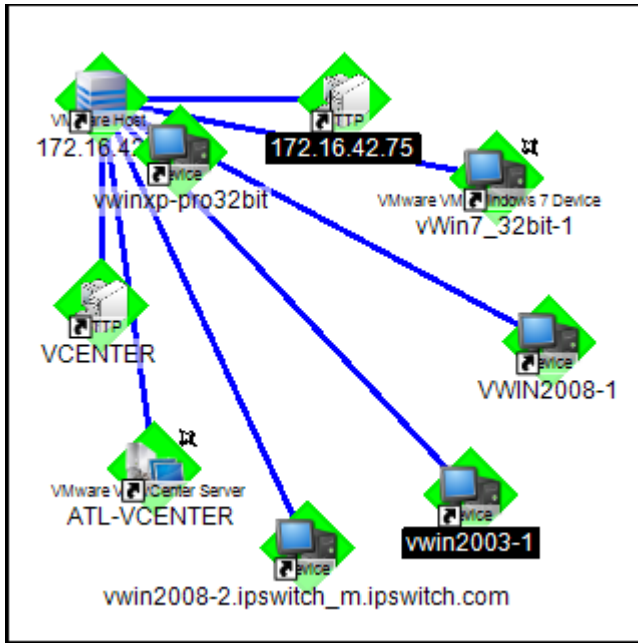 VMware Host
172.16.42
TTP
172.16.42.75
evice
vwinxp-pro32bit
VMware VM Windows 7 Device
vWin7_32bit-1
TTP
VCENTER
evice
VWIN2008-1
VMware V Center Server
ATL-VCENTER
evice
vwin2003-1
evice
vwin2008-2.ipswitch_m.ipswitch.com